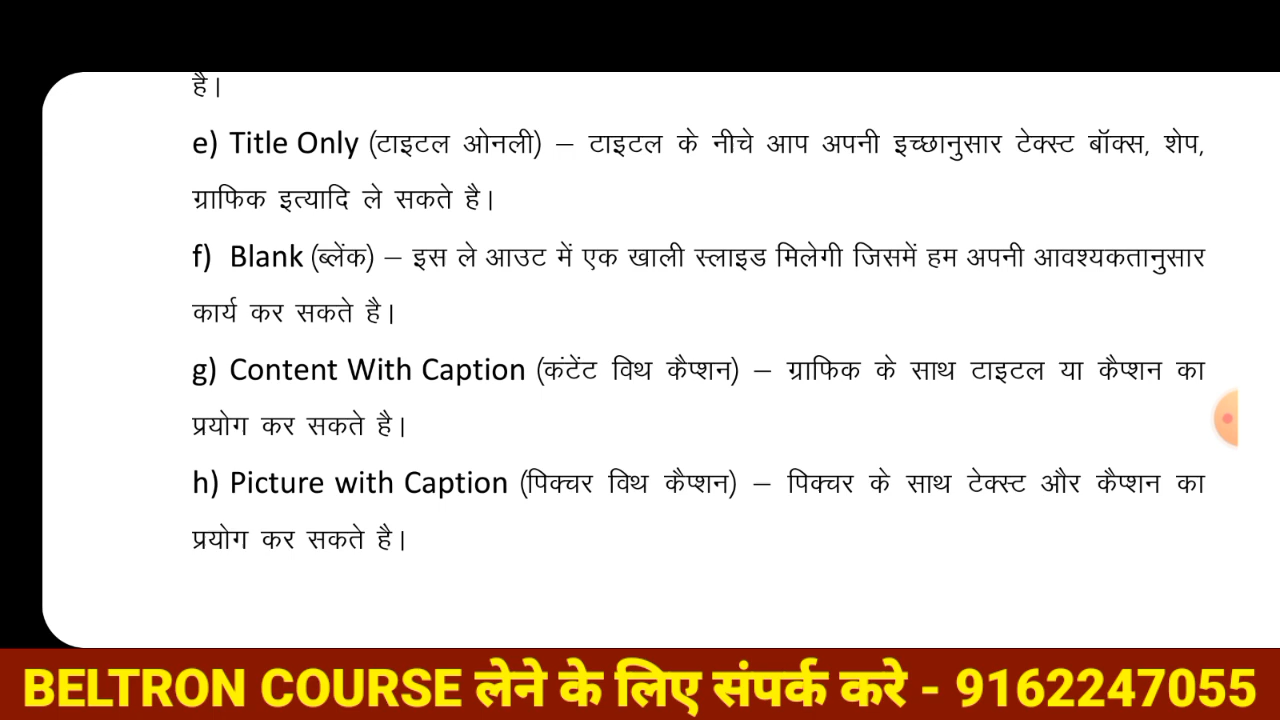 है।
e) Title Only (टाइटल ओनली) – टाइटल के नीचे आप अपनी इच्छानुसार टेक्स्ट बॉक्स, शेप,
ग्राफिक इत्यादि ले सकते है।
f) Blank (ब्लेंक) – इस ले आउट में एक खाली स्लाइड मिलेगी जिसमें हम अपनी आवश्यकतानुसार
कार्य कर सकते है।
g) Content With Caption (कंटेंट विथ कैप्शन) – ग्राफिक के साथ टाइटल या कैप्शन का
प्रयोग कर सकते है।
h) Picture with Caption (पिक्चर विथ कैप्शन) – पिक्चर के साथ टेक्स्ट और कैप्शन का
प्रयोग कर सकते है।
BELTRON COURSE लेने के लिए संपर्क करे - 9162247055